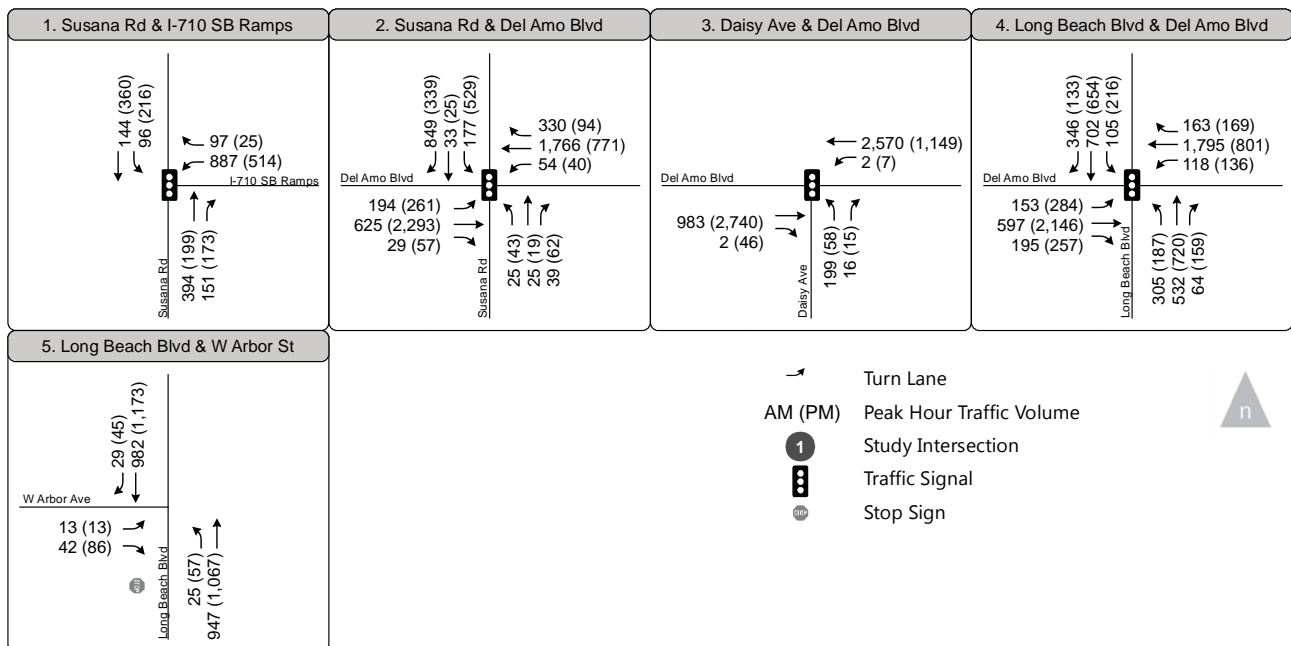 1. Susana Rd & I-710 SB Ramps
144 (360)
96 (216)
97 (25)
887 (514)
I-710 SB Ramps
Susana Rd
394 (199)
151 (173)
2. Susana Rd & Del Amo Blvd
849 (339)
33 (25)
177 (529)
330 (94)
1,766 (771)
54 (40)
Del Amo Blvd
194 (261)
625 (2,293)
29 (57)
Susana Rd
25 (43)
25 (19)
39 (62)
3. Daisy Ave & Del Amo Blvd
2,570 (1,149)
2 (7)
Del Amo Blvd
983 (2,740)
2 (46)
Daisy Ave
199 (58)
16 (15)
4. Long Beach Blvd & Del Amo Blvd
346 (133)
702 (654)
105 (216)
163 (169)
1,795 (801)
118 (136)
Del Amo Blvd
153 (284)
597 (2,146)
195 (257)
Long Beach Blvd
305 (187)
532 (720)
64 (159)
5. Long Beach Blvd & W Arbor St
29 (45)
982 (1,173)
W Arbor Ave
13 (13)
42 (86)
STOP
Long Beach Blvd
25 (57)
947 (1,067)
Turn Lane
AM (PM) Peak Hour Traffic Volume
1 Study Intersection
Traffic Signal
STOP Stop Sign
n